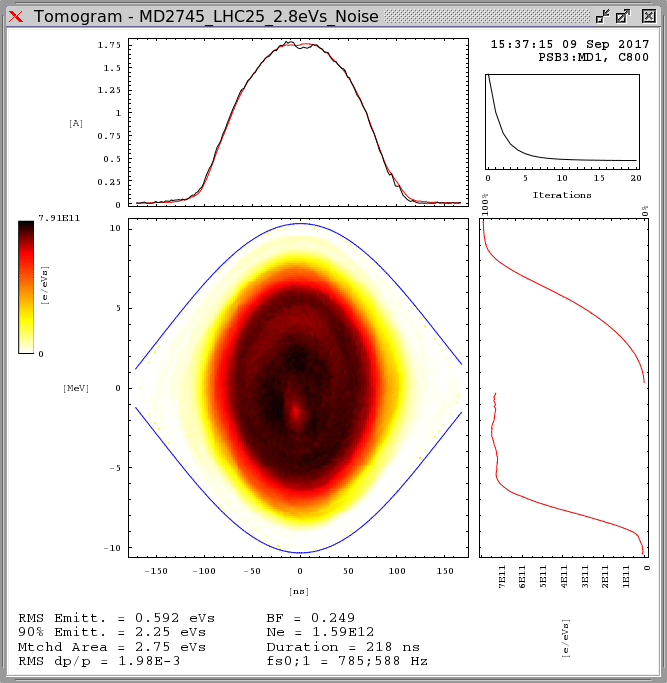 Tomogram - MD2745_LHC25_2.8eVs_Noise
15:37:15 09 Sep 2017
PSB3:MD1, C800
1.75
1.5
1.25
1
0.75
0.5
0.25
0
[A]
0 5 10 15 20
Iterations
100%
0%
7.91E11
0
[e/eVs]
10
5
0
-5
-10
[MeV]
-150 -100 -50 0 50 100 150
[ns]
7E11 6E11 5E11 4E11 3E11 2E11 1E11 0
[e/eVs]
RMS Emitt. = 0.592 eVs BF = 0.249
90% Emitt. = 2.25 eVs Ne = 1.59E12
Mtchd Area = 2.75 eVs Duration = 218 ns
RMS dp/p = 1.98E-3 fs0;1 = 785;588 Hz